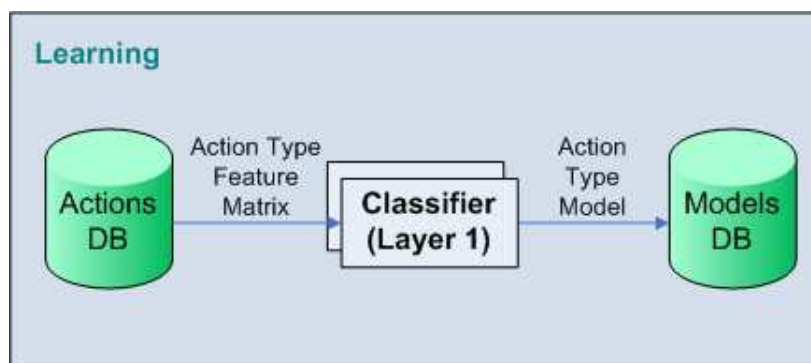 Learning
Actions
DB
Action Type
Feature
Matrix
Classifier
(Layer 1)
Action
Type
Model
Models
DB